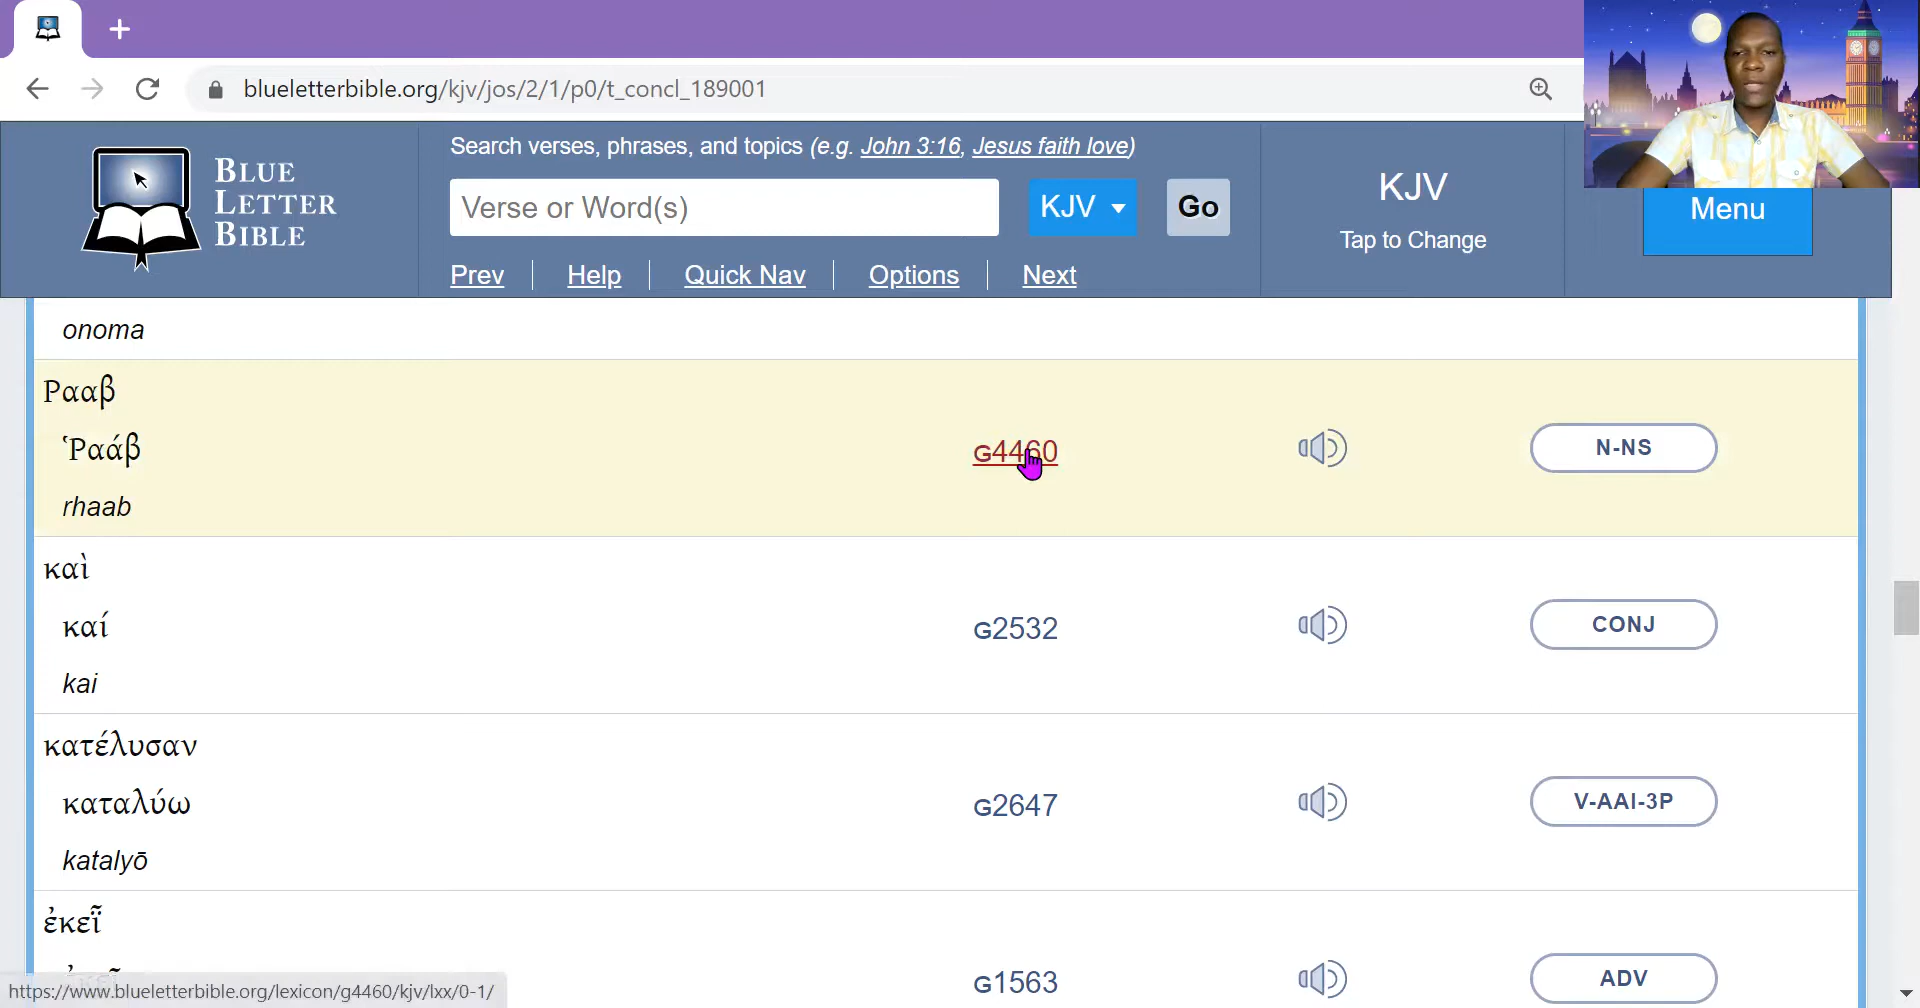 blueletterbible.org/kjv/jos/2/1/p0/t_concl_189001
BLUE
LETTER
BIBLE
Search verses, phrases, and topics (e.g. John 3:16, Jesus faith love)
Verse or Word(s)
KJV
Go
KJV
Tap to Change
Menu
Prev
Help
Quick Nav
Options
Next
onoma
Ρααβ
Ῥαάβ
G4460
N-NS
rhaab
καὶ
καί
G2532
CONJ
kai
κατέλυσαν
καταλύω
G2647
V-AAI-3P
katalyō
ἐκεῖ
G1563
ADV
https://www.blueletterbible.org/lexicon/g4460/kjv/lxx/0-1/